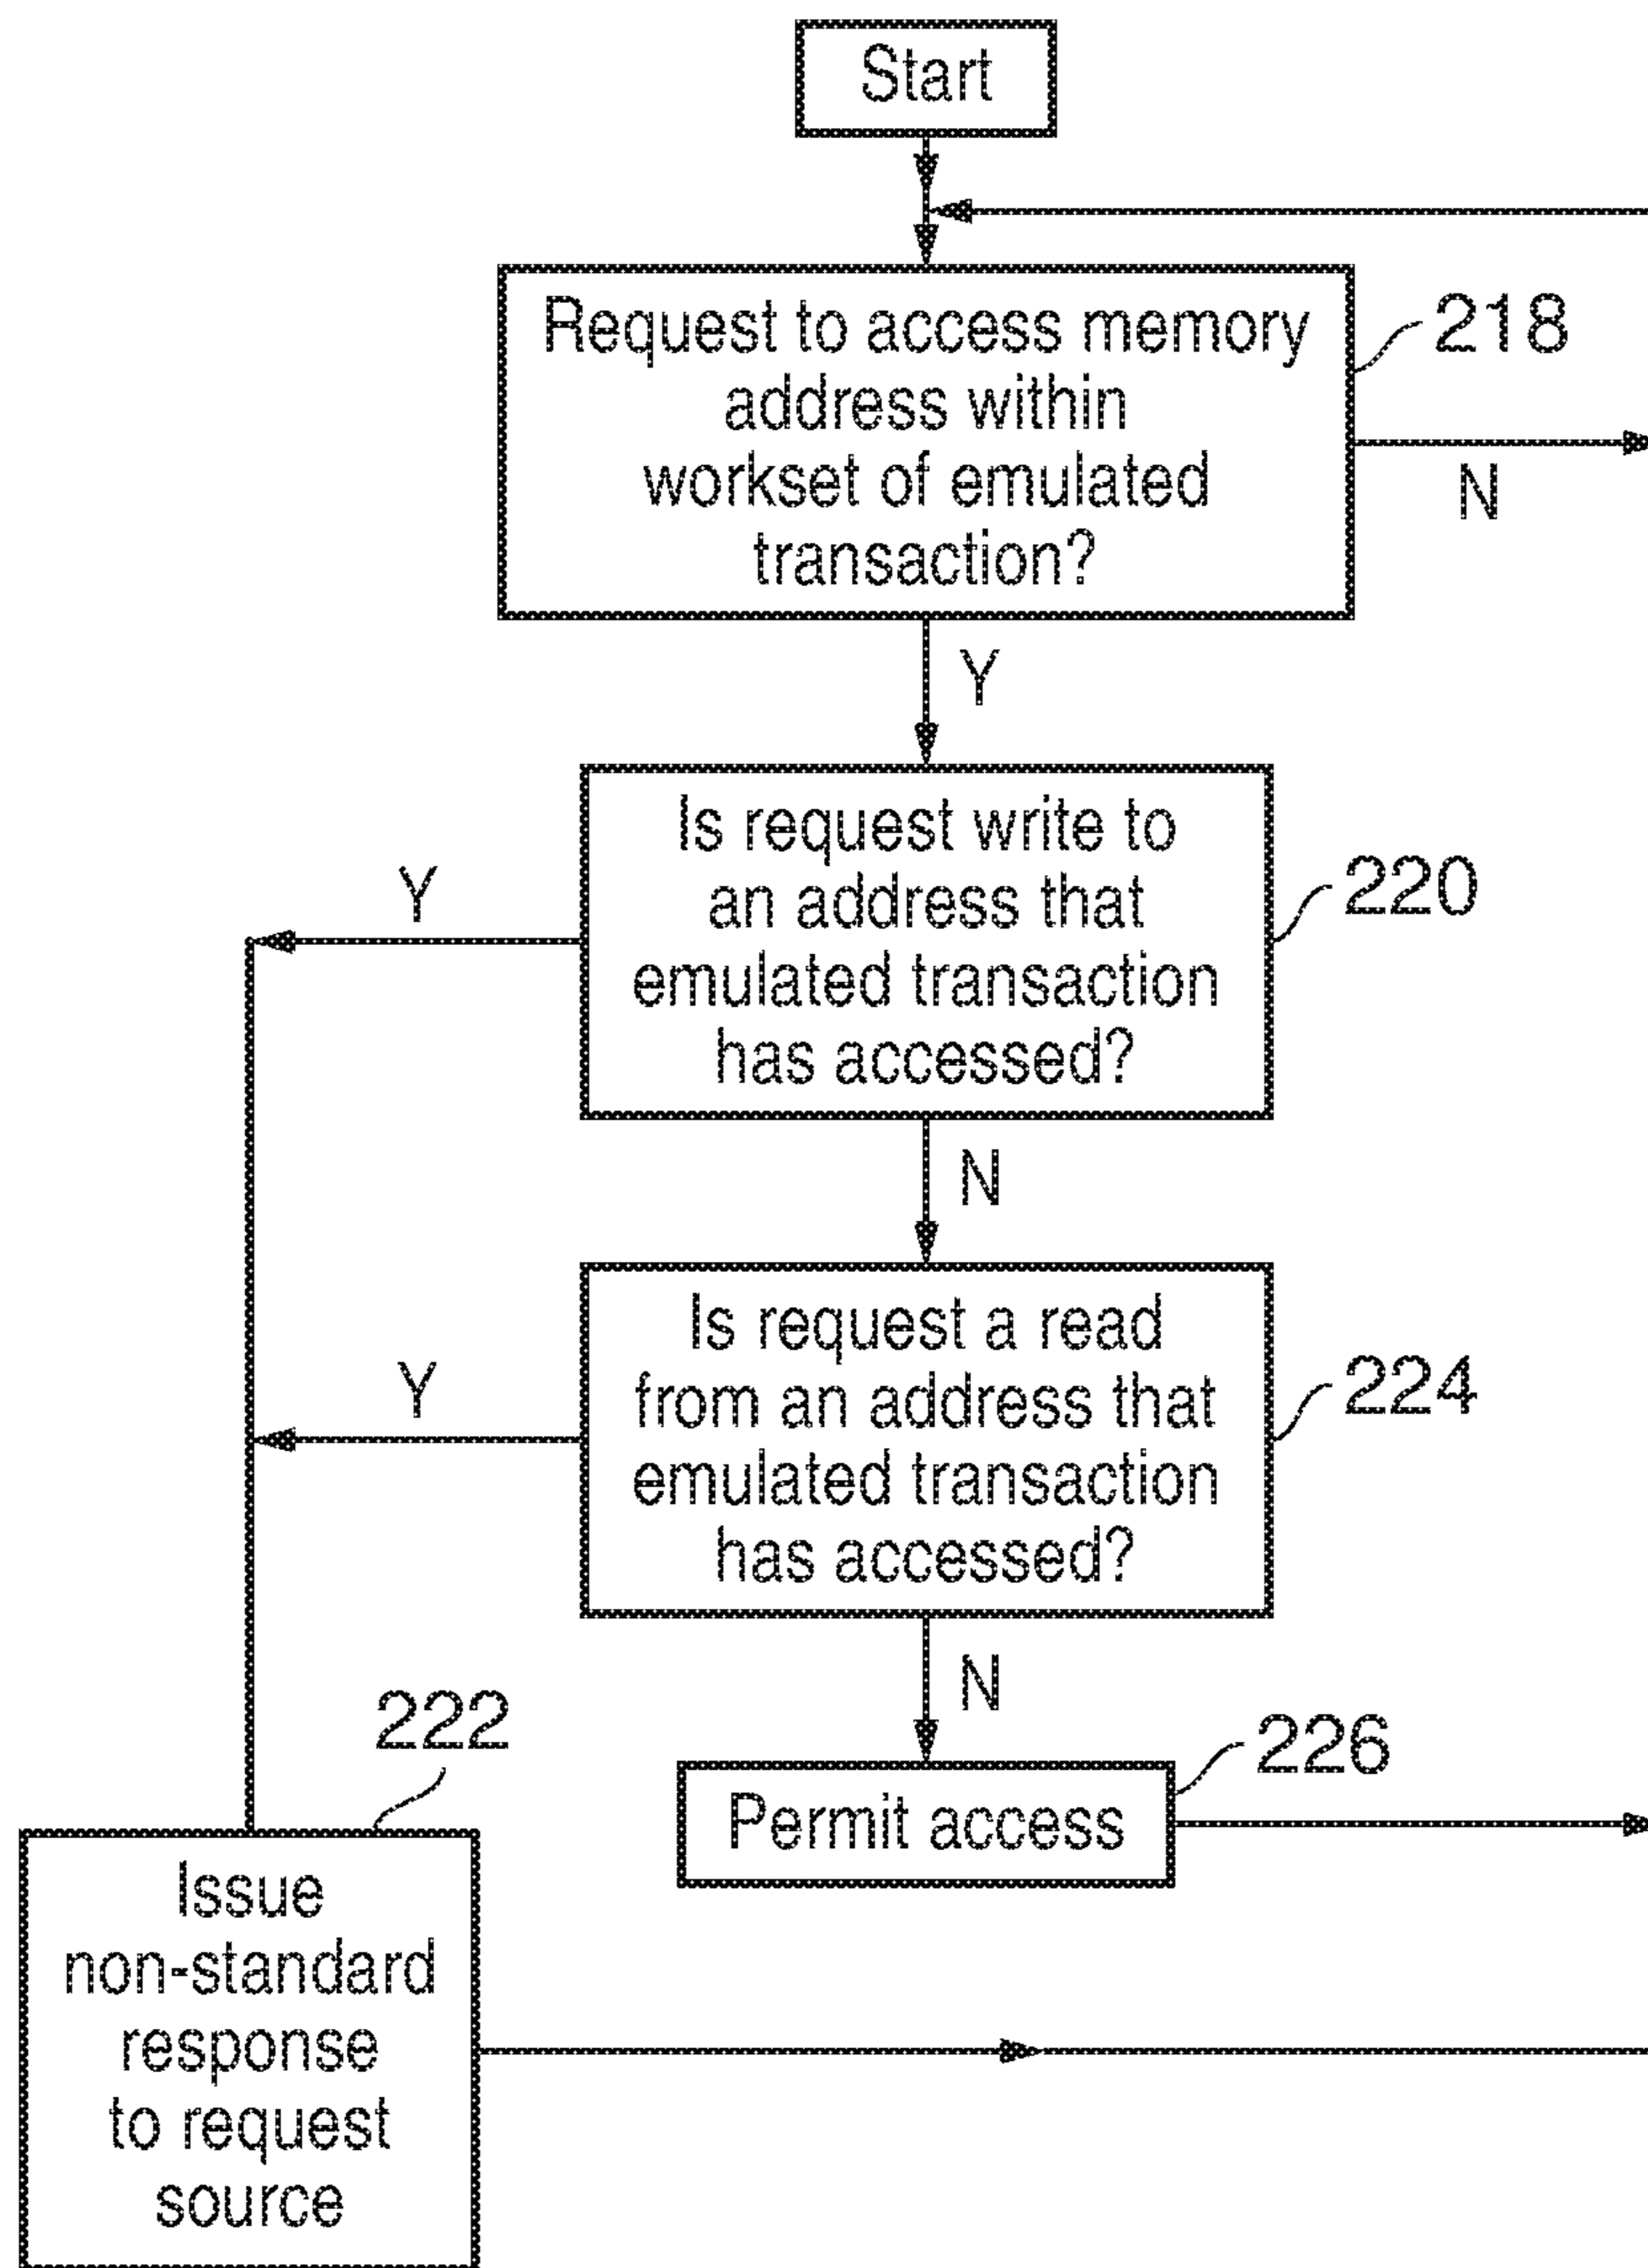 Start
Request to access memory
address within
workset of emulated
transaction?
218
N
Y
Is request write to
an address that
emulated transaction
has accessed?
220
Y
N
Is request a read
from an address that
emulated transaction
has accessed?
224
Y
N
222
226
Permit access
Issue
non-standard
response
to request
source